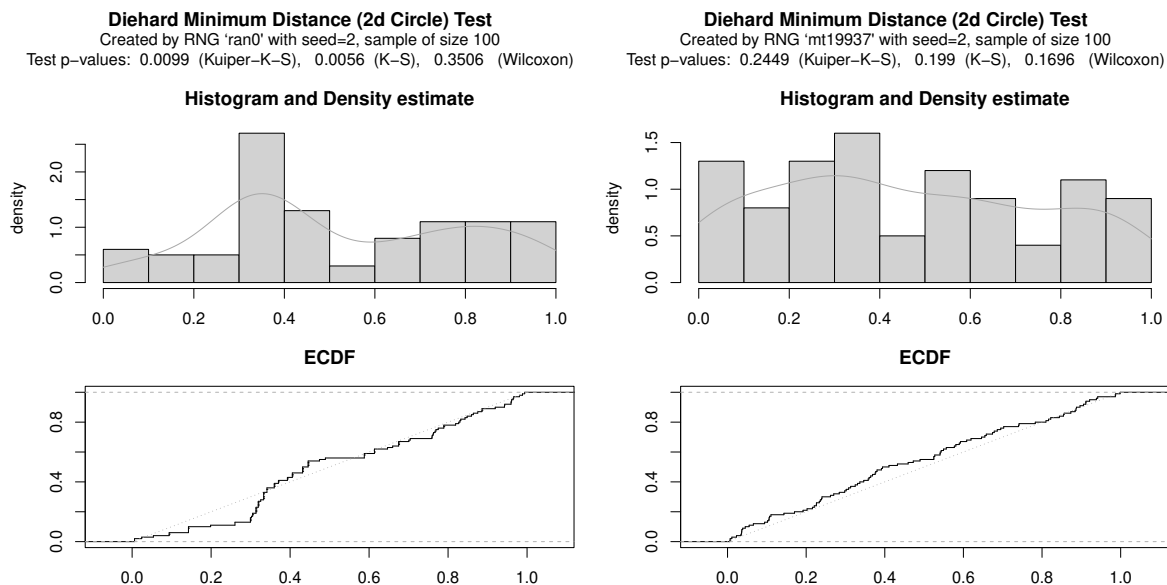 Diehard Minimum Distance (2d Circle) Test
Created by RNG ‘ran0' with seed=2, sample of size 100
Test p-values: 0.0099 (Kuiper-K-S), 0.0056 (K-S), 0.3506 (Wilcoxon)
Histogram and Density estimate
density
0.0 1.0 2.0
0.0 0.2 0.4 0.6 0.8 1.0
ECDF
0.0 0.4 0.8
0.0 0.2 0.4 0.6 0.8 1.0
Diehard Minimum Distance (2d Circle) Test
Created by RNG ‘mt19937' with seed=2, sample of size 100
Test p-values: 0.2449 (Kuiper-K-S), 0.199 (K-S), 0.1696 (Wilcoxon)
Histogram and Density estimate
density
0.0 0.5 1.0 1.5
0.0 0.2 0.4 0.6 0.8 1.0
ECDF
0.0 0.4 0.8
0.0 0.2 0.4 0.6 0.8 1.0